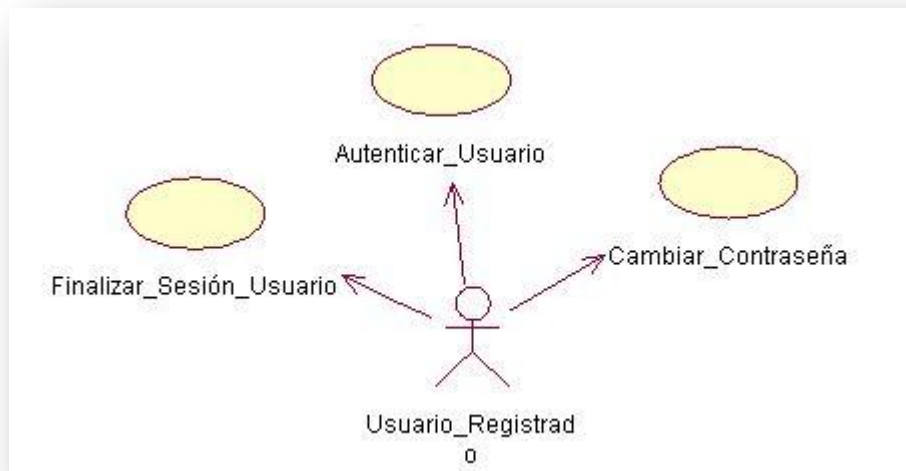 Autenticar_Usuario
Cambiar_Contraseña
Finalizar_Sesión_Usuario
Usuario_Registrad
o